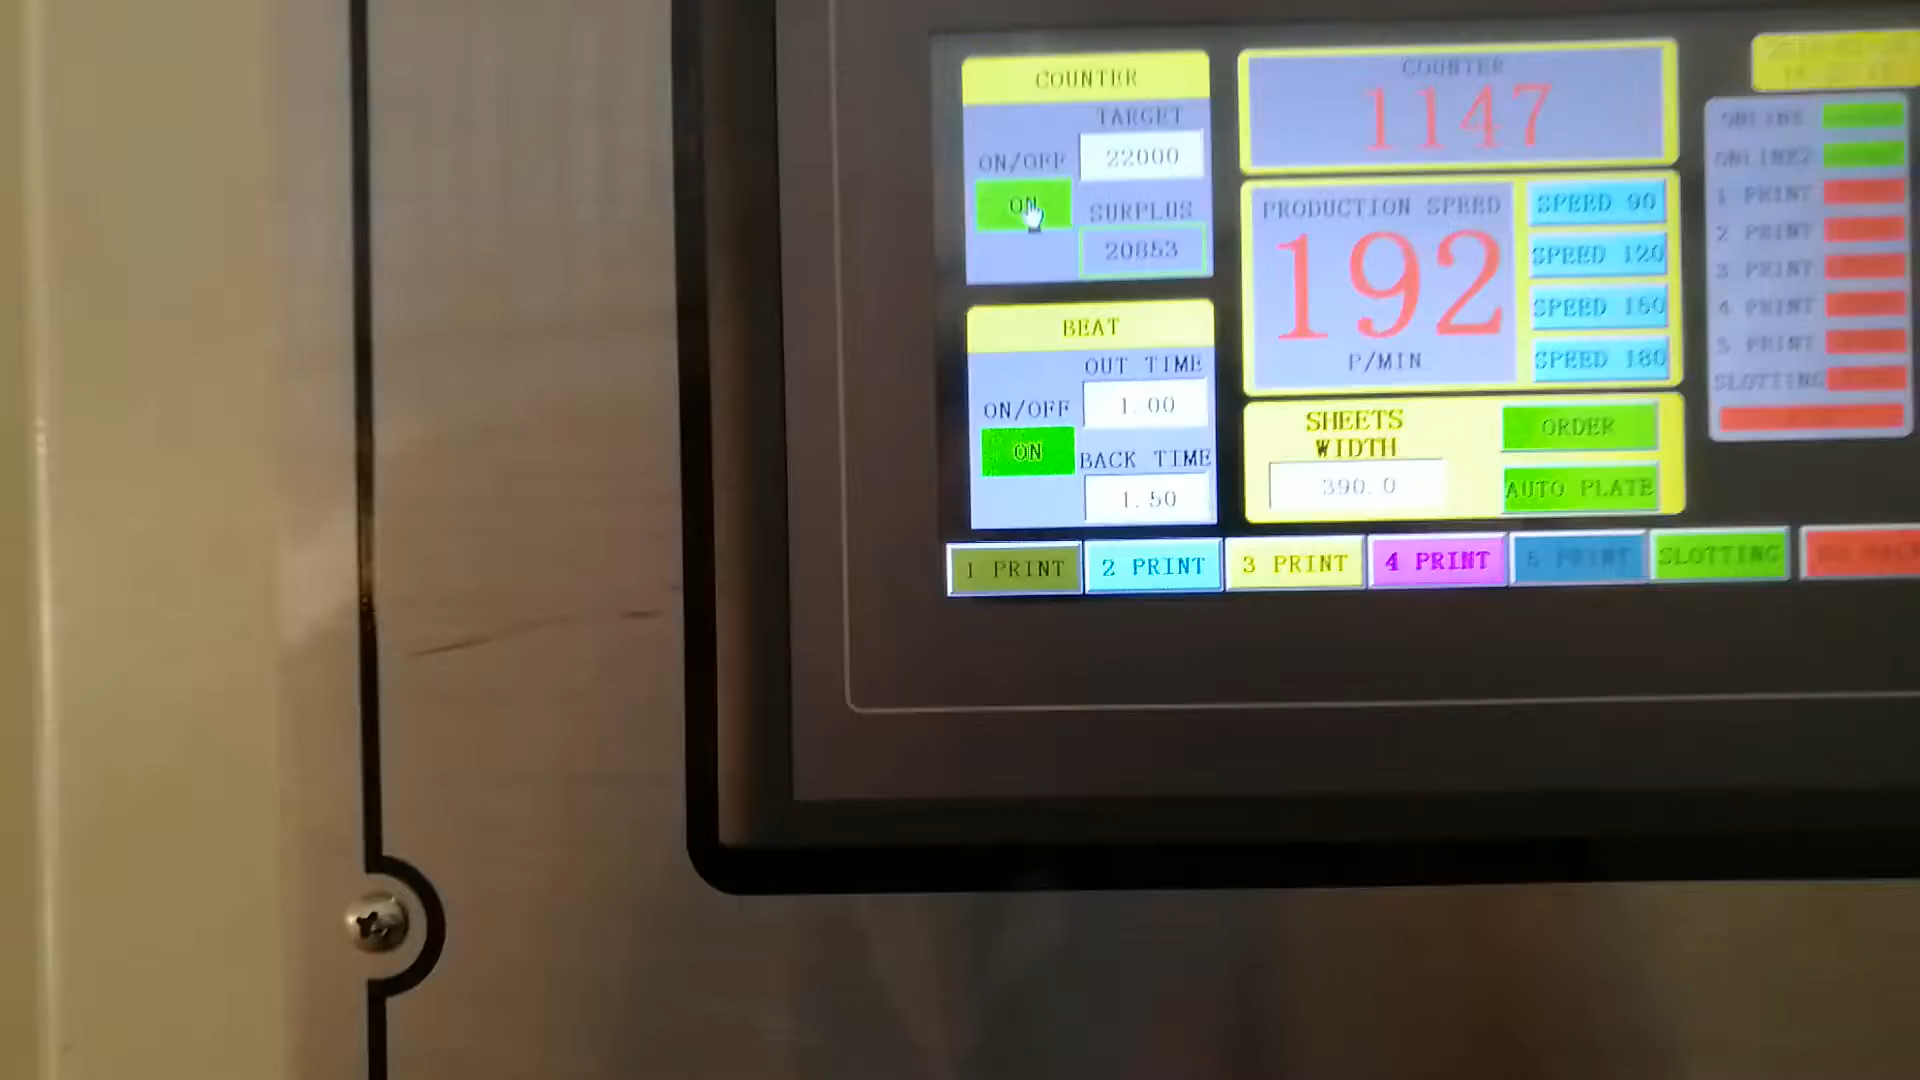 COUNTER
TARGET
ON/OFF
22000
ON
SURPLUS
20853
BEAT
OUT TIME
ON/OFF
1.00
ON
BACK TIME
1.50
COUNTER
1147
PRODUCTION SPEED
192
P/MIN
SPEED 90
SPEED 120
SPEED 150
SPEED 180
SHEETS
WIDTH
390.0
ORDER
AUTO PLATE
ONLINE
ONLINE2
1 PRINT
2 PRINT
3 PRINT
4 PRINT
5 PRINT
SLOTTING
1 PRINT
2 PRINT
3 PRINT
4 PRINT
5 PRINT
SLOTTING